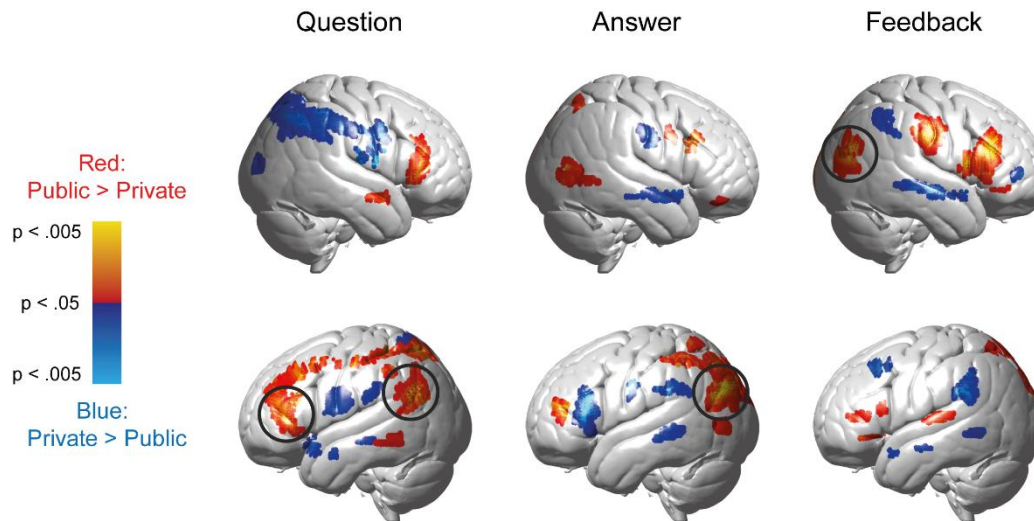 Question
Answer
Feedback
Red:
Public > Private
p < .005
p < .05
p < .005
Blue:
Private > Public